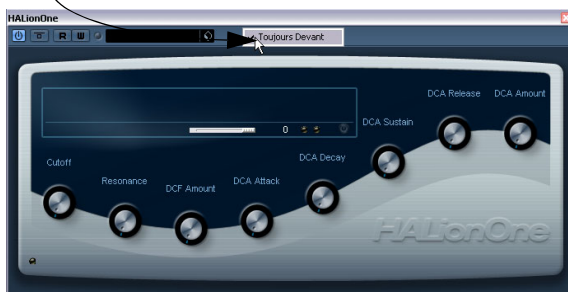 HALionOne
R W
Toujours Devant
DCA Release DCA Amount
0
DCA Sustain
Cutoff
DCA Decay
Resonance
DCF Amount
DCA Attack
HALionOne